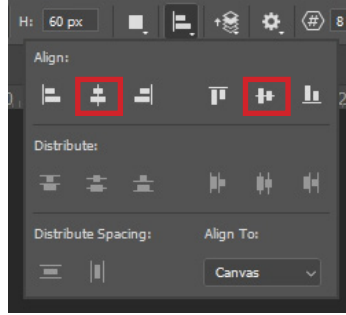 H: 60 px # 8
Align:
Distribute:
Distribute Spacing: Align To:
Canvas